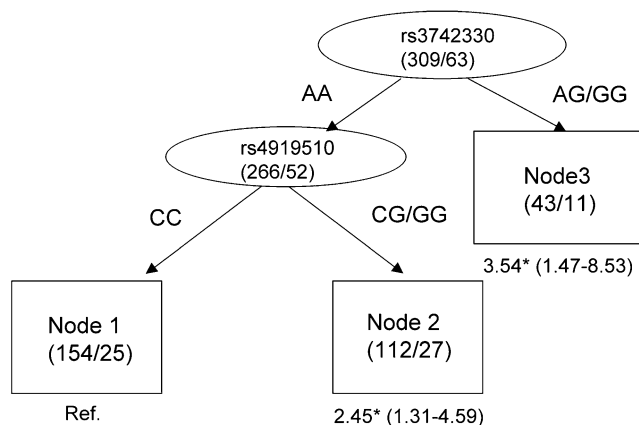 rs3742330
(309/63)
AA
AG/GG
rs4919510
(266/52)
Node3
(43/11)
CC
CG/GG
3.54* (1.47-8.53)
Node 1
(154/25)
Node 2
(112/27)
Ref.
2.45* (1.31-4.59)